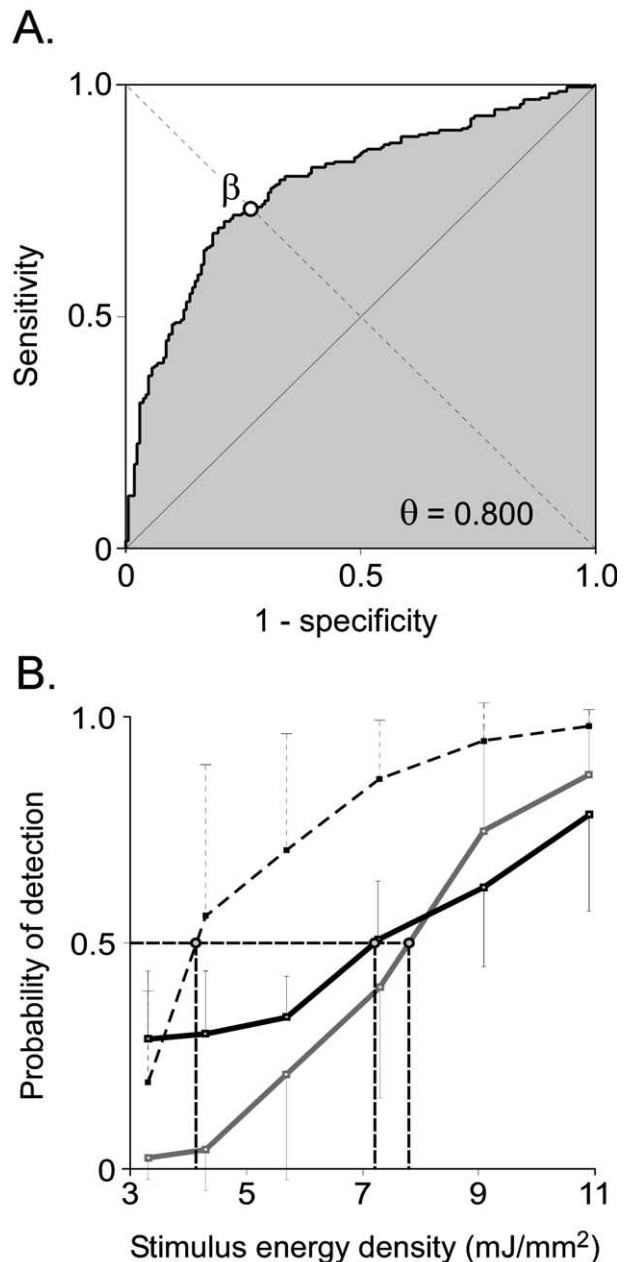 A.
1.0
β
Sensitivity
0.5
θ = 0.800
0
0 0.5 1.0
1 - specificity
B.
1.0
Probability of detection
0.5
0
3 5 7 9 11
Stimulus energy density (mJ/mm²)